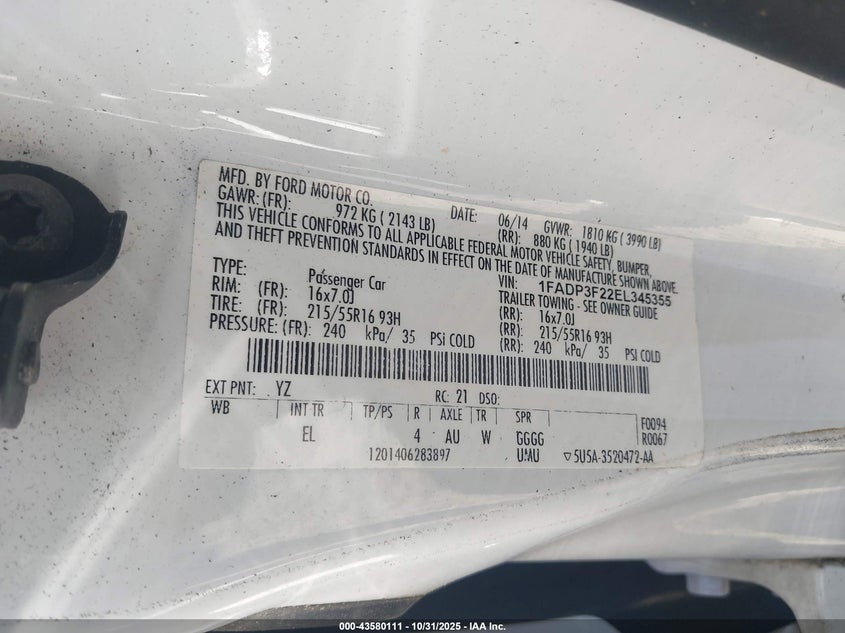 MFD. BY FORD MOTOR CO.
DATE: 06/14 GVWR: 1810 KG ( 3990 LB)
GAWR: (FR): 972 KG ( 2143 LB) (RR): 880 KG ( 1940 LB)
THIS VEHICLE CONFORMS TO ALL APPLICABLE FEDERAL MOTOR VEHICLE SAFETY, BUMPER,
AND THEFT PREVENTION STANDARDS IN EFFECT ON THE DATE OF MANUFACTURE SHOWN ABOVE.
VIN: 1FADP3F22EL345355
TYPE: Passenger Car TRAILER TOWING - SEE OWNER GUIDE
RIM: (FR): 16x7.0J (RR): 16x7.0J
TIRE: (FR): 215/55R16 93H (RR): 215/55R16 93H
PRESSURE: (FR): 240 kPa/ 35 PSi COLD (RR): 240 kPa/ 35 PSi COLD
EXT PNT: YZ RC: 21 DSO:
WB INT TR TP/PS R AXLE TR SPR F0094
EL 4 AU W GGGG R0067
1201406283897 UMU ▽5U5A-3520472-AA
000-43580111 - 10/31/2025 - IAA Inc.